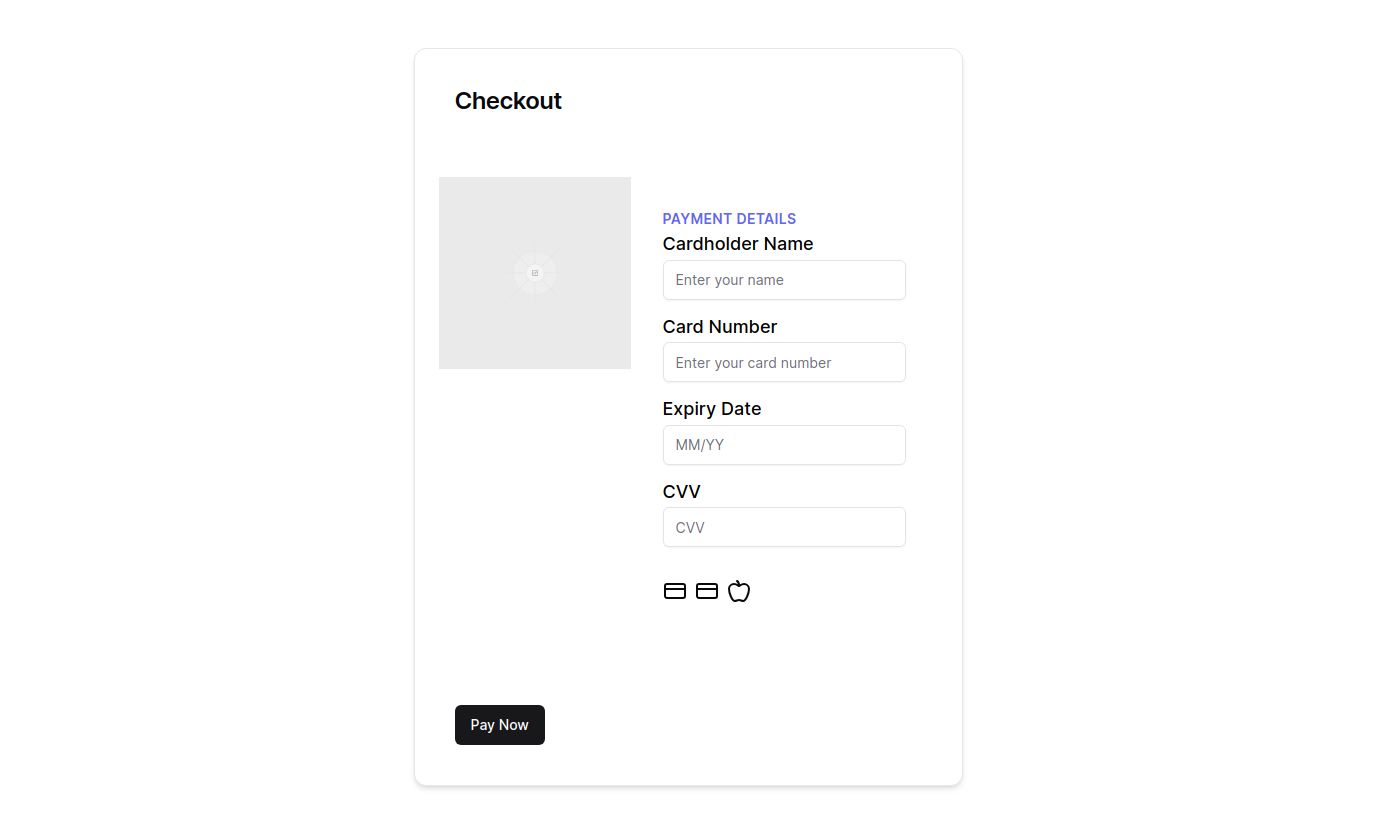 Checkout
PAYMENT DETAILS
Cardholder Name
Enter your name
Card Number
Enter your card number
Expiry Date
MM/YY
CVV
CVV
Pay Now